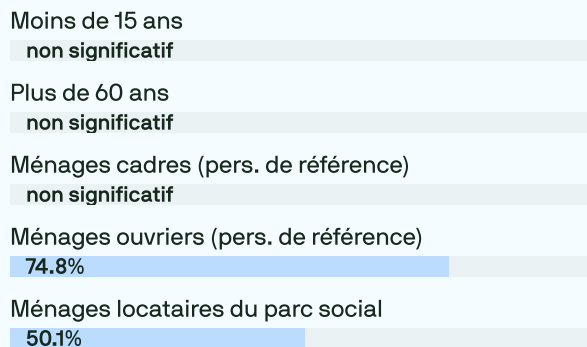 Moins de 15 ans
non significatif
Plus de 60 ans
non significatif
Ménages cadres (pers. de référence)
non significatif
Ménages ouvriers (pers. de référence)
74.8%
Ménages locataires du parc social
50.1%